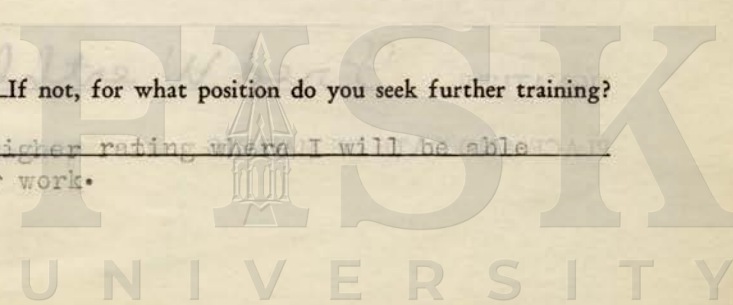 If not, for what position do you seek further training?
igher rating where I will be able
work.
FISK
UNIVERSITY